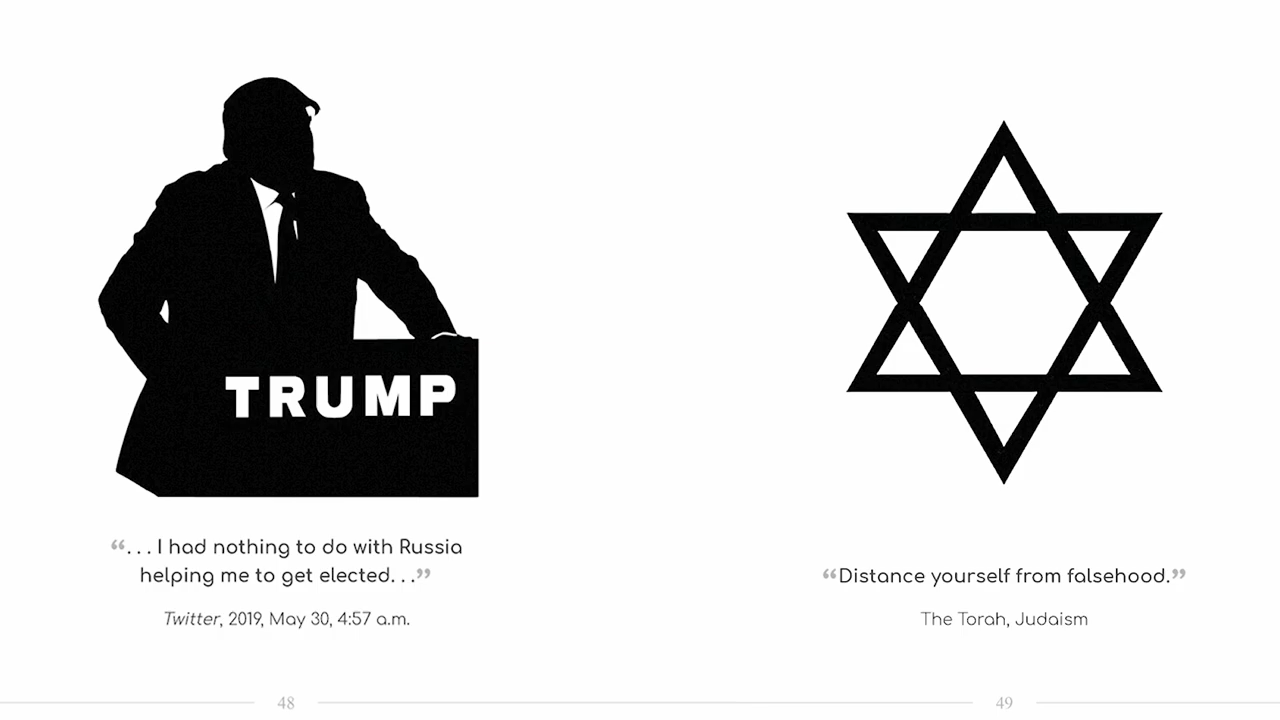 TRUMP
“. . . I had nothing to do with Russia
helping me to get elected. . .”
Twitter, 2019, May 30, 4:57 a.m.
48
“Distance yourself from falsehood.”
The Torah, Judaism
49